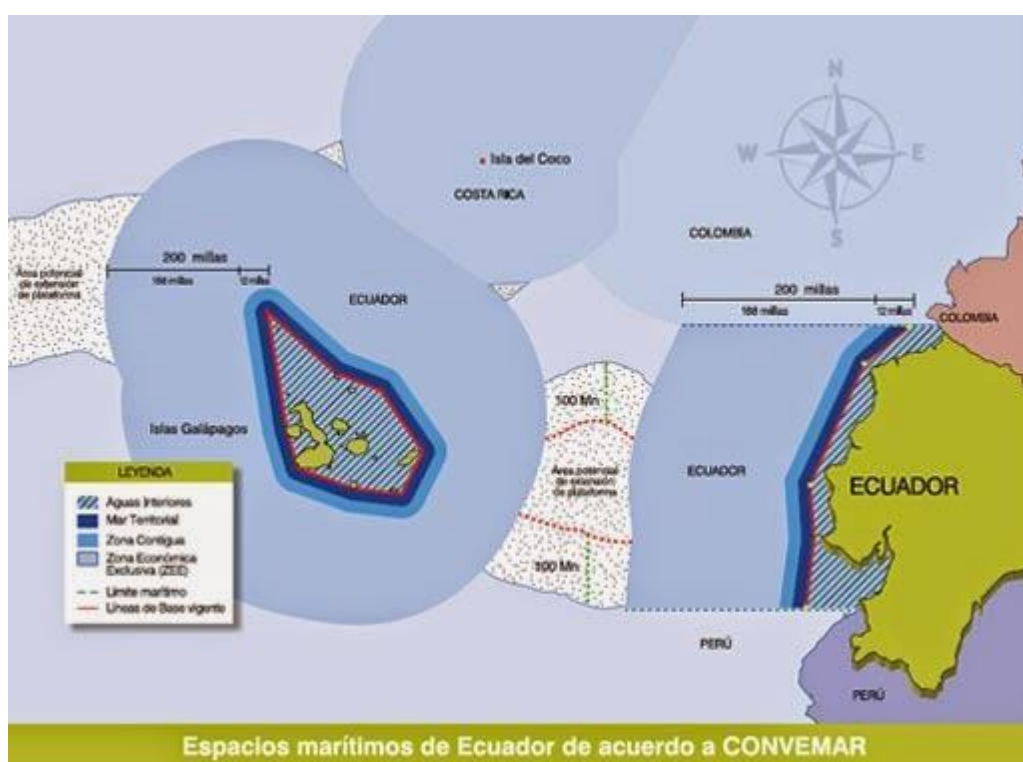 N
W
E
S
Isla del Coco
COSTA RICA
COLOMBIA
200 millas
188 millas
12 millas
Área potencial
de extensión
de plataforma
ECUADOR
200 millas
188 millas
12 millas
COLOMBIA
Islas Galápagos
100 Mn
Área potencial
de extensión
de plataforma
100 Mn
ECUADOR
ECUADOR
LEYENDA
Aguas Interiores
Mar Territorial
Zona Contigua
Zona Económica
Exclusiva (ZEE)
Límite marítimo
Líneas de Base vigente
PERÚ
PERÚ
Espacios marítimos de Ecuador de acuerdo a CONVEMAR